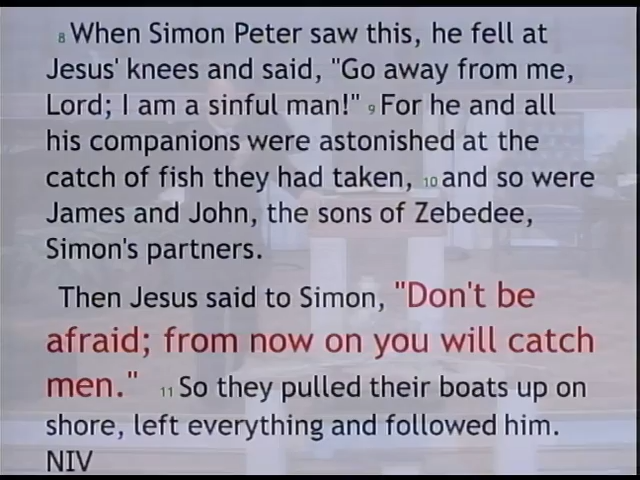 8 When Simon Peter saw this, he fell at
Jesus' knees and said, "Go away from me,
Lord; I am a sinful man!" 9 For he and all
his companions were astonished at the
catch of fish they had taken, 10 and so were
James and John, the sons of Zebedee,
Simon's partners.
Then Jesus said to Simon, "Don't be
afraid; from now on you will catch
men." 11 So they pulled their boats up on
shore, left everything and followed him.
NIV